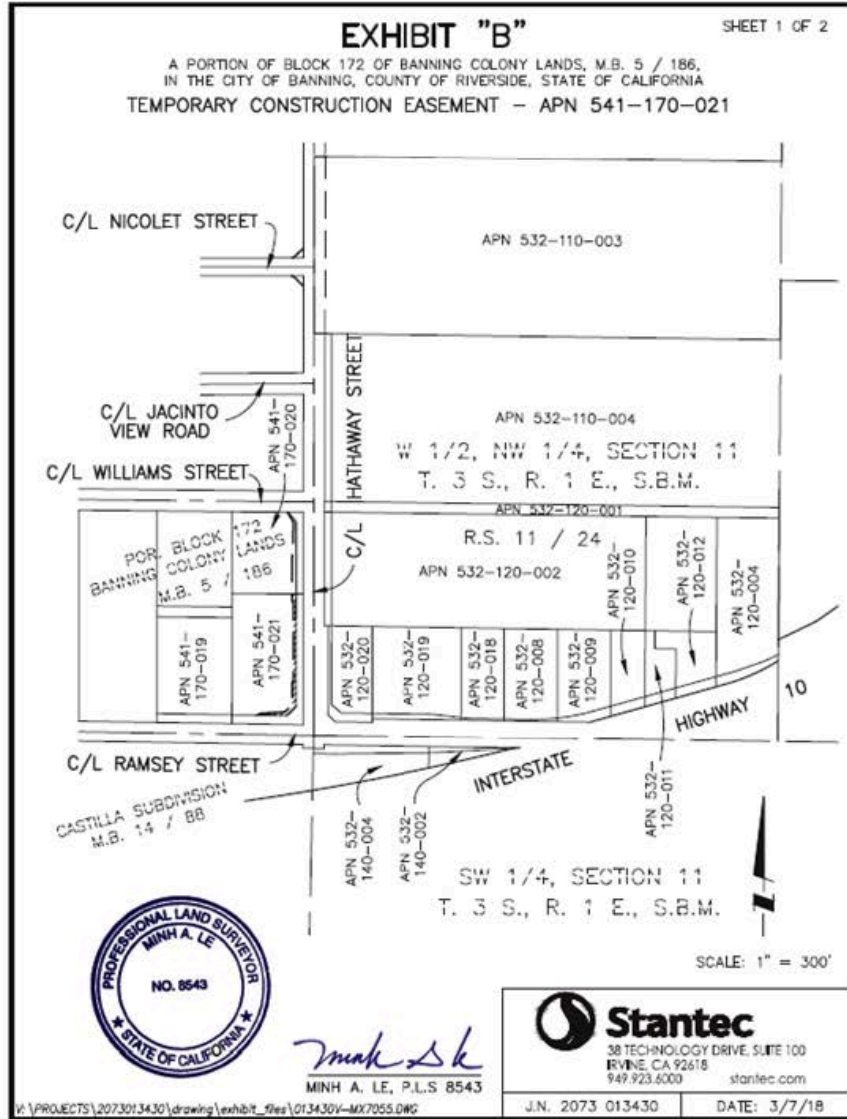 EXHIBIT "B"
SHEET 1 OF 2
A PORTION OF BLOCK 172 OF BANNING COLONY LANDS, M.B. 5 / 186,
IN THE CITY OF BANNING, COUNTY OF RIVERSIDE, STATE OF CALIFORNIA
TEMPORARY CONSTRUCTION EASEMENT - APN 541-170-021
C/L NICOLET STREET
APN 532-110-003
C/L JACINTO
VIEW ROAD
APN 541-
170-020
C/L HATHAWAY STREET
APN 532-110-004
W 1/2, NW 1/4, SECTION 11
T. 3 S., R. 1 E., S.B.M.
C/L WILLIAMS STREET
APN 532-120-001
R.S. 11 / 24
APN 532-120-002
POR. BLOCK 172
BANNING COLONY LANDS
M.B. 5 / 186
APN 541-
170-019
APN 541-
170-021
APN 532-
120-020
APN 532-
120-019
APN 532-
120-018
APN 532-
120-008
APN 532-
120-009
APN 532-
120-010
APN 532-
120-012
APN 532-
120-004
C/L RAMSEY STREET
INTERSTATE
HIGHWAY
10
APN 532-
120-011
CASTILLA SUBDIVISION
M.B. 14 / 88
APN 532-
140-004
APN 532-
140-002
SW 1/4, SECTION 11
T. 3 S., R. 1 E., S.B.M.
SCALE: 1" = 300'
PROFESSIONAL LAND SURVEYOR
MINH A. LE
NO. 8543
STATE OF CALIFORNIA
MINH A. LE, P.L.S 8543
Stantec
38 TECHNOLOGY DRIVE, SUITE 100
IRVINE, CA 92618
949.923.6000 stantec.com
J.N. 2073 013430
DATE: 3/7/18
V:\PROJECTS\2073013430\drawing\exhibit_files\013430V-MX7055.DWG